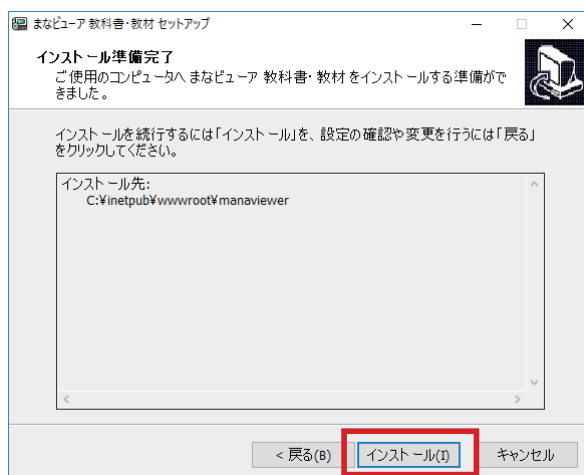 まなビューア 教科書・教材 セットアップ
インストール準備完了
ご使用のコンピュータへ まなビューア 教科書・教材 をインストールする準備がで
きました。
インストールを続行するには「インストール」を、設定の確認や変更を行うには「戻る」
をクリックしてください。
インストール先:
C:¥inetpub¥wwwroot¥manaviewer
< 戻る(B)
インストール(I)
キャンセル